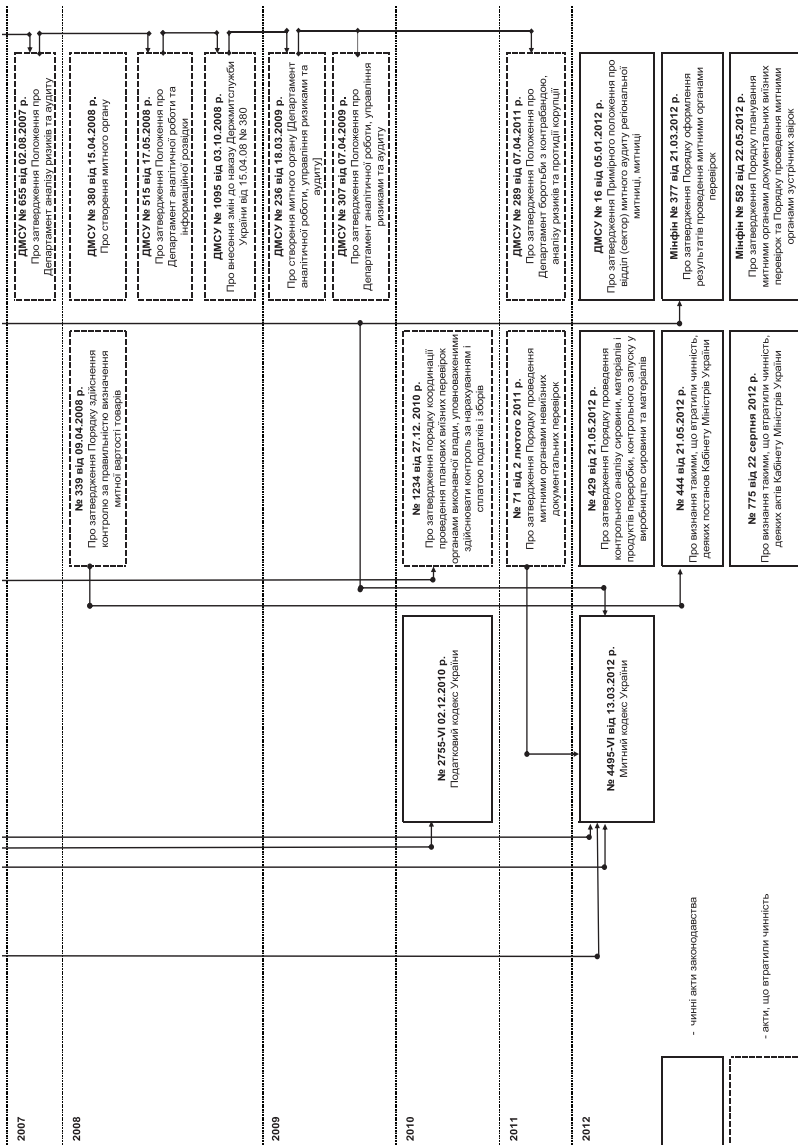 2007
ДМСУ № 655 від 02.08.2007 р.
Про затвердження Положення про
Департамент аналізу ризиків та аудиту
2008
№ 339 від 09.04.2008 р.
Про затвердження Порядку здійснення
контролю за правильністю визначення
митної вартості товарів
ДМСУ № 380 від 15.04.2008 р.
Про створення митного органу
ДМСУ № 515 від 17.05.2008 р.
Про затвердження Положення про
Департамент аналітичної роботи та
інформаційної розвідки
ДМСУ № 1095 від 03.10.2008 р.
Про внесення змін до наказу Держмитслужби
України від 15.04.08 № 380
2009
ДМСУ № 236 від 18.03.2009 р.
Про створення митного органу [Департамент
аналітичної роботи, управління ризиками та
аудиту]
ДМСУ № 307 від 07.04.2009 р.
Про затвердження Положення про
Департамент аналітичної роботи, управління
ризиками та аудиту
2010
№ 2755-VI 02.12.2010 р.
Податковий кодекс України
№ 1234 від 27.12. 2010 р.
Про затвердження порядку координації
проведення планових виїзних перевірок
органами виконавчої влади, уповноваженими
здійснювати контроль за нарахуванням і
сплатою податків і зборів
2011
№ 71 від 2 лютого 2011 р.
Про затвердження Порядку проведення
митними органами невиїзних
документальних перевірок
ДМСУ № 289 від 07.04.2011 р.
Про затвердження Положення про
Департамент боротьби з контрабандою,
аналізу ризиків та протидії корупції
2012
№ 4495-VI від 13.03.2012 р.
Митний кодекс України
№ 429 від 21.05.2012 р.
Про затвердження Порядку проведення
контрольного аналізу сировини, матеріалів і
продуктів переробки, контрольного запуску у
виробництво сировини та матеріалів
ДМСУ № 16 від 05.01.2012 р.
Про затвердження Примірного положення про
відділ (сектор) митного аудиту регіональної
митниці, митниці
- чинні акти законодавства
№ 444 від 21.05.2012 р.
Про визнання такими, що втратили чинність,
деяких постанов Кабінету Міністрів України
Мінфін № 377 від 21.03.2012 р.
Про затвердження Порядку оформлення
результатів проведення митними органами
перевірок
- акти, що втратили чинність
№ 775 від 22 серпня 2012 р.
Про визнання такими, що втратили чинність,
деяких актів Кабінету Міністрів України
Мінфін № 582 від 22.05.2012 р.
Про затвердження Порядку планування
митними органами документальних виїзних
перевірок та Порядку проведення митними
органами зустрічних звірок